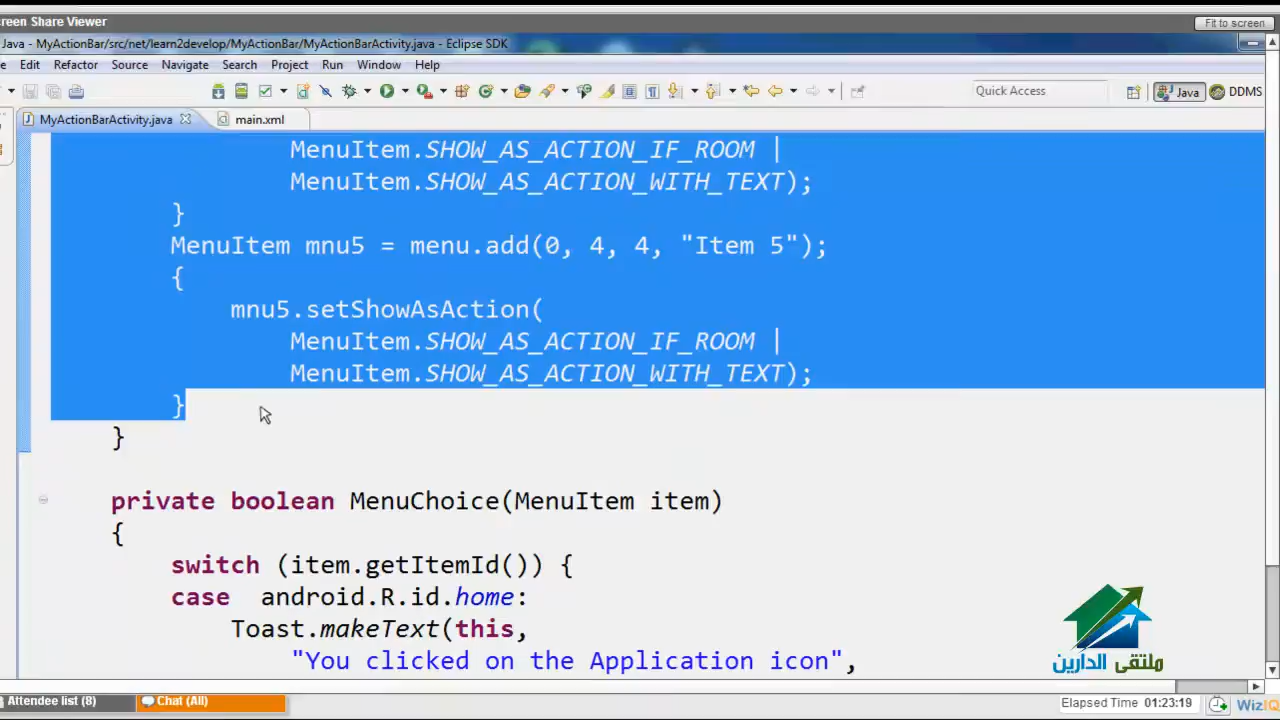 creen Share Viewer
Fit to screen
Java - MyActionBar/src/net/learn2develop/MyActionBar/MyActionBarActivity.java - Eclipse SDK
e Edit Refactor Source Navigate Search Project Run Window Help
Quick Access
Java
DDMS
MyActionBarActivity.java
main.xml
MenuItem.SHOW_AS_ACTION_IF_ROOM |
MenuItem.SHOW_AS_ACTION_WITH_TEXT);
}
MenuItem mnu5 = menu.add(0, 4, 4, "Item 5");
{
mnu5.setShowAsAction(
MenuItem.SHOW_AS_ACTION_IF_ROOM |
MenuItem.SHOW_AS_ACTION_WITH_TEXT);
}
}
private boolean MenuChoice(MenuItem item)
{
switch (item.getItemId()) {
case android.R.id.home:
Toast.makeText(this,
"You clicked on the Application icon",
ملتقى الدارين
Attendee list (8)
Chat (All)
Elapsed Time 01:23:19
WizIQ